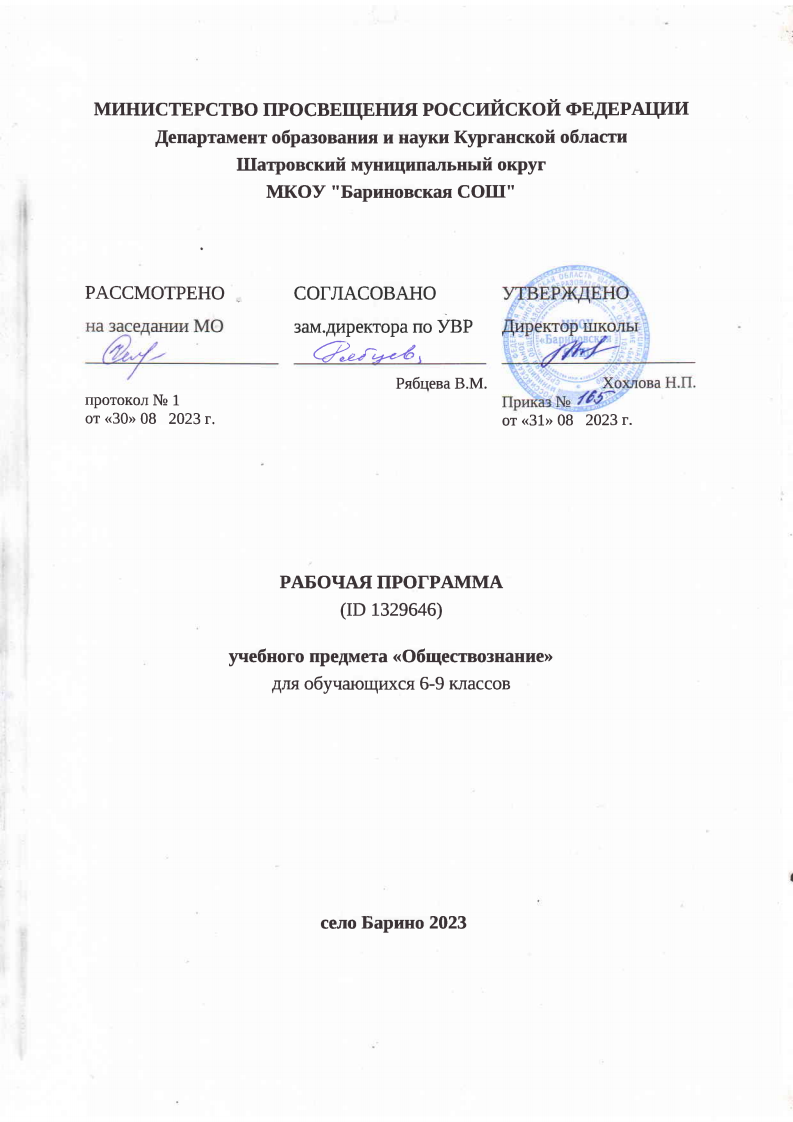 МИНИСТЕРСТВО ПРОСВЕЩЕНИЯ РОССИЙСКОЙ ФЕДЕРАЦИИ
Департамент образования и науки Курганской области
Шатровский муниципальный округ
МКОУ "Бариновская СОШ"
РАССМОТРЕНО
на заседании МО
протокол № 1
от «30» 08 2023 г.
СОГЛАСОВАНО
зам.директора по УВР
Рябцева В.М.
УТВЕРЖДЕНО
Директор школы
Хохлова Н.П.
Приказ № 165
от «31» 08 2023 г.
МКОУ
«Бариновская
РАБОЧАЯ ПРОГРАММА
(ID 1329646)
учебного предмета «Обществознание»
для обучающихся 6-9 классов
село Барино 2023